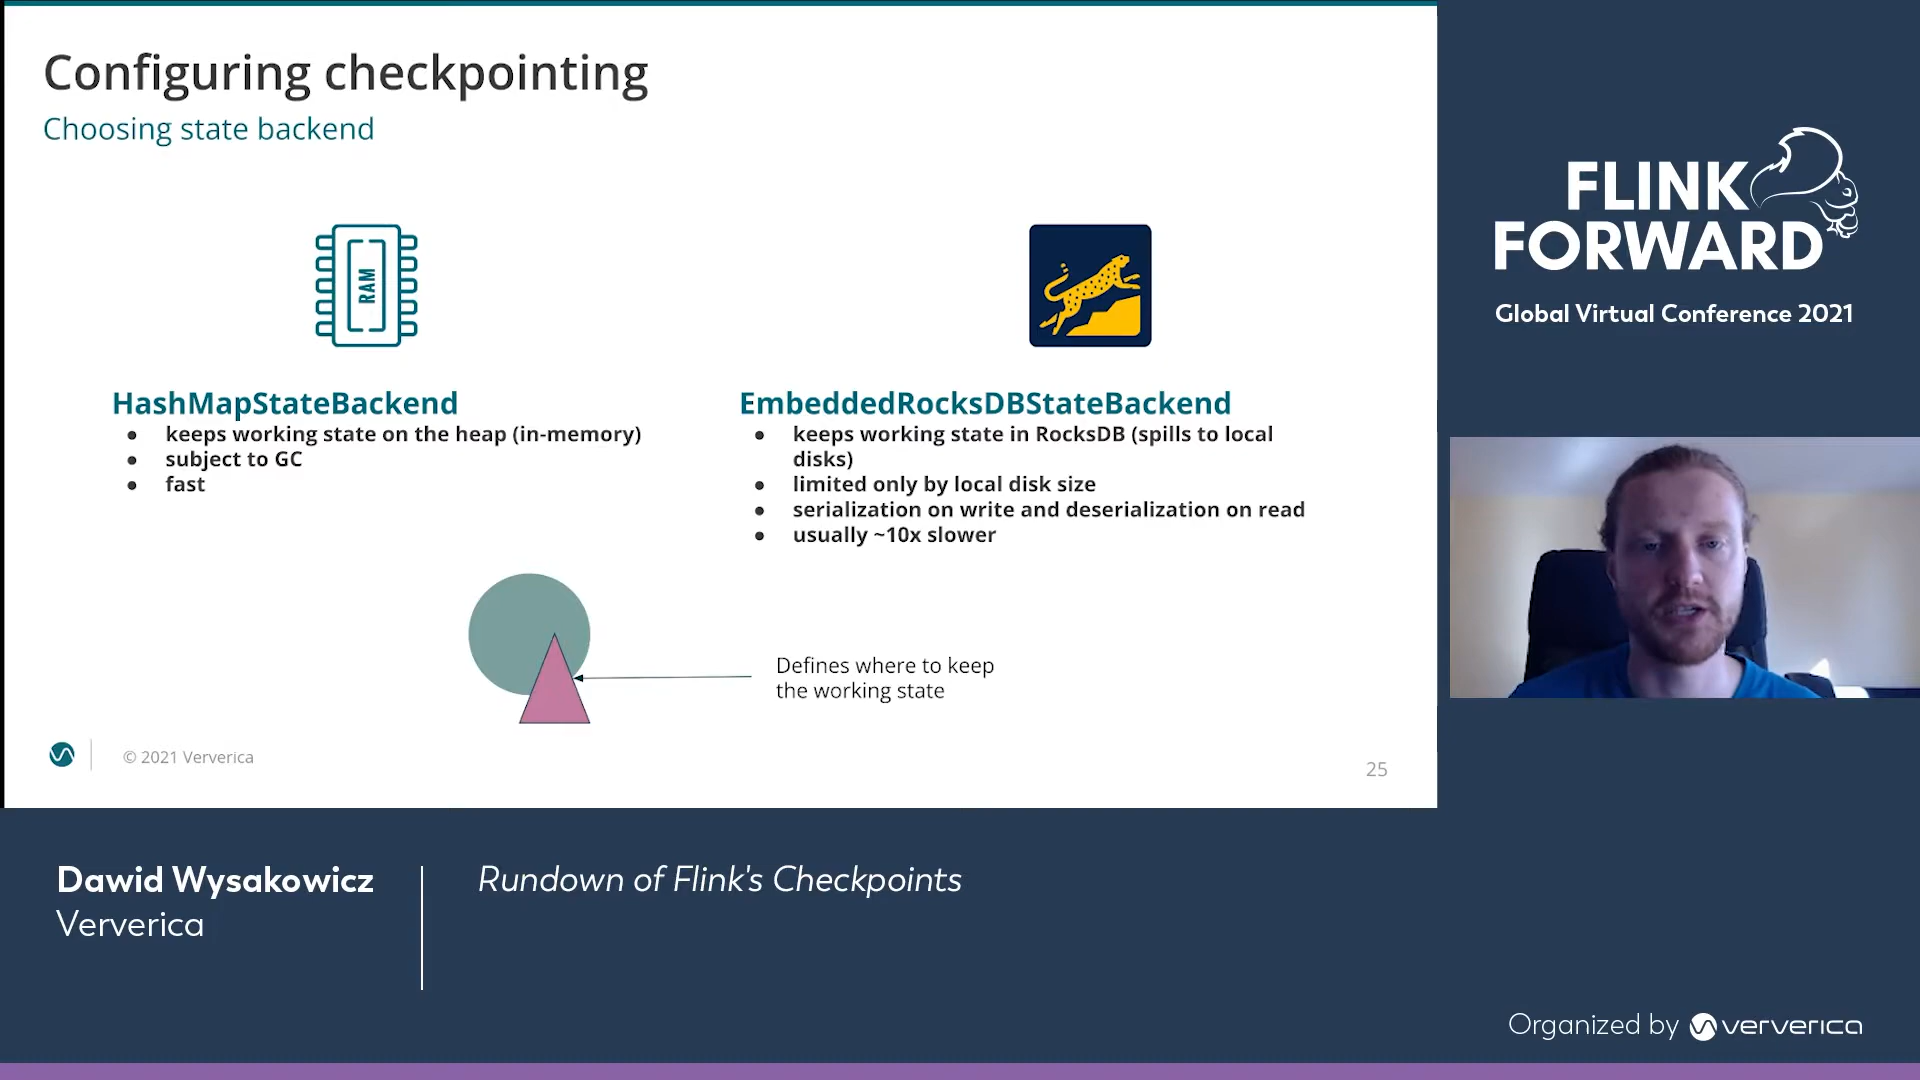 Configuring checkpointing
Choosing state backend
RAM
HashMapStateBackend
● keeps working state on the heap (in-memory)
● subject to GC
● fast
EmbeddedRocksDBStateBackend
● keeps working state in RocksDB (spills to local
disks)
● limited only by local disk size
● serialization on write and deserialization on read
● usually ~10x slower
Defines where to keep
the working state
© 2021 Ververica
25
FLINK
FORWARD
Global Virtual Conference 2021
Dawid Wysakowicz
Ververica
Rundown of Flink's Checkpoints
Organized by ververica